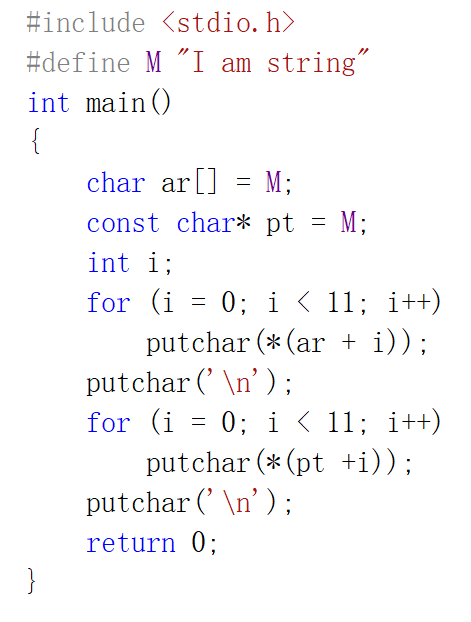 #include <stdio.h>
#define M "I am string"
int main()
{
    char ar[] = M;
    const char* pt = M;
    int i;
    for (i = 0; i < 11; i++)
        putchar(*(ar + i));
    putchar('\n');
    for (i = 0; i < 11; i++)
        putchar(*(pt +i));
    putchar('\n');
    return 0;
}